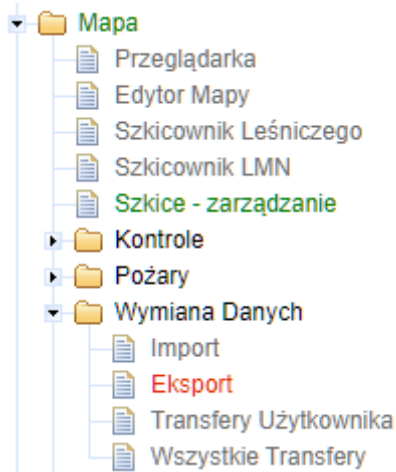 Mapa
Przeglądarka
Edytor Mapy
Szkicownik Leśniczego
Szkicownik LMN
Szkice - zarządzanie
Kontrole
Pożary
Wymiana Danych
Import
Eksport
Transfery Użytkownika
Wszystkie Transfery